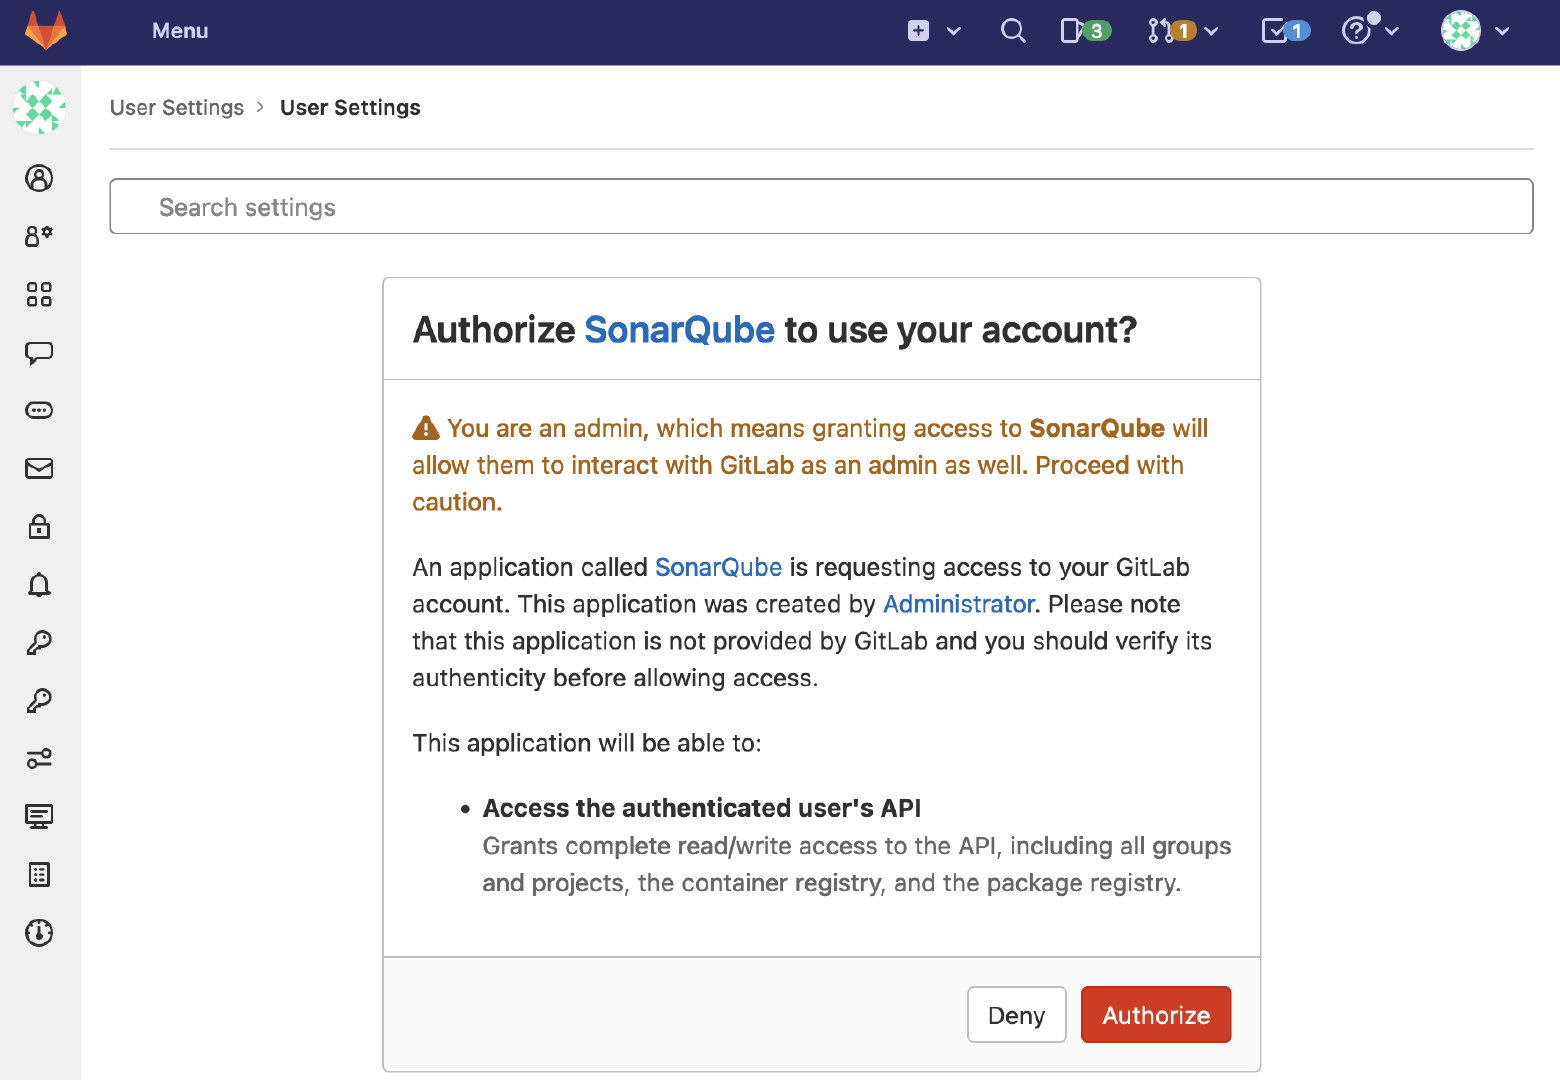 Menu
3
1
1
User Settings > User Settings
Search settings
Authorize SonarQube to use your account?
You are an admin, which means granting access to SonarQube will
allow them to interact with GitLab as an admin as well. Proceed with
caution.
An application called SonarQube is requesting access to your GitLab
account. This application was created by Administrator. Please note
that this application is not provided by GitLab and you should verify its
authenticity before allowing access.
This application will be able to:
• Access the authenticated user's API
Grants complete read/write access to the API, including all groups
and projects, the container registry, and the package registry.
Deny
Authorize